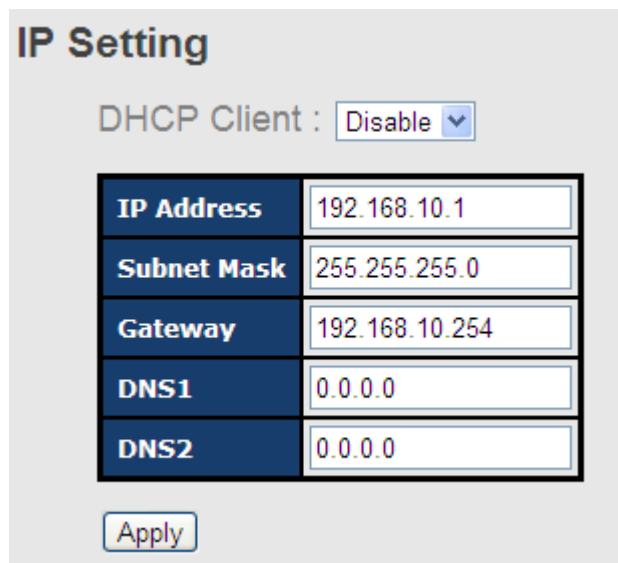 IP Setting
DHCP Client : Disable
IP Address 192.168.10.1
Subnet Mask 255.255.255.0
Gateway 192.168.10.254
DNS1 0.0.0.0
DNS2 0.0.0.0
Apply